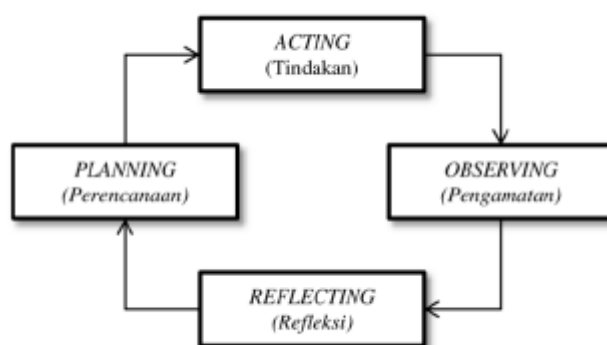 ACTING
(Tindakan)
PLANNING
(Perencanaan)
OBSERVING
(Pengamatan)
REFLECTING
(Refleksi)